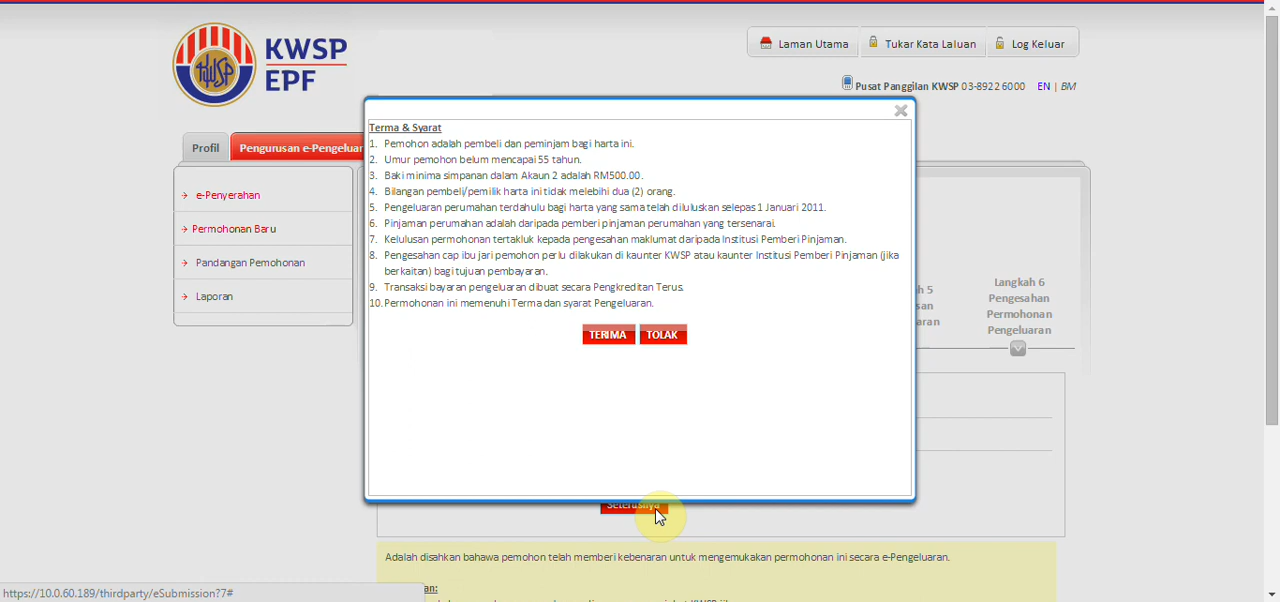 KWSP
EPF
KWSP
Laman Utama
Tukar Kata Laluan
Log Keluar
Pusat Panggilan KWSP 03-8922 6000 EN | BM
Profil
Pengurusan e-Pengeluar
e-Penyerahan
Permohonan Baru
Pandangan Pemohonan
Laporan
Terma & Syarat
1. Pemohon adalah pembeli dan peminjam bagi harta ini.
2. Umur pemohon belum mencapai 55 tahun.
3. Baki minima simpanan dalam Akaun 2 adalah RM500.00.
4. Bilangan pembeli/pemilik harta ini tidak melebihi dua (2) orang.
5. Pengeluaran perumahan terdahulu bagi harta yang sama telah diluluskan selepas 1 Januari 2011.
6. Pinjaman perumahan adalah daripada pemberi pinjaman perumahan yang tersenarai.
7. Kelulusan permohonan tertakluk kepada pengesahan maklumat daripada Institusi Pemberi Pinjaman.
8. Pengesahan cap ibu jari pemohon perlu dilakukan di kaunter KWSP atau kaunter Institusi Pemberi Pinjaman (jika
berkaitan) bagi tujuan pembayaran.
9. Transaksi bayaran pengeluaran dibuat secara Pengkreditan Terus.
10. Permohonan ini memenuhi Terma dan syarat Pengeluaran.
TERIMA
TOLAK
h 5
san
aran
Langkah 6
Pengesahan
Permohonan
Pengeluaran
Seterusnya
Adalah disahkan bahawa pemohon telah memberi kebenaran untuk mengemukakan permohonan ini secara e-Pengeluaran.
an:
https://10.0.60.189/thirdparty/eSubmission?7#